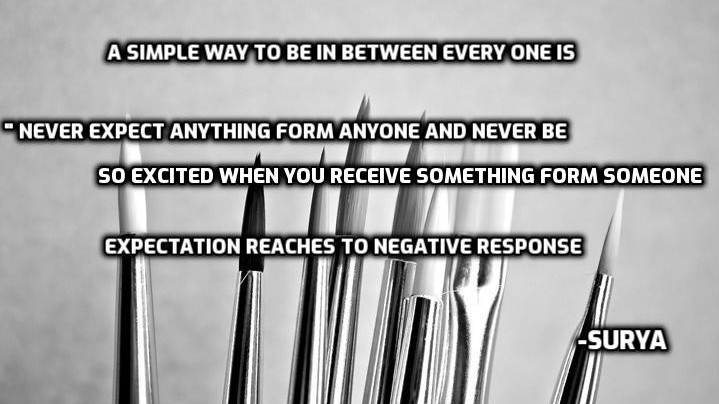 A SIMPLE WAY TO BE IN BETWEEN EVERY ONE IS
" NEVER EXPECT ANYTHING FORM ANYONE AND NEVER BE
SO EXCITED WHEN YOU RECEIVE SOMETHING FORM SOMEONE
EXPECTATION REACHES TO NEGATIVE RESPONSE
-SURYA